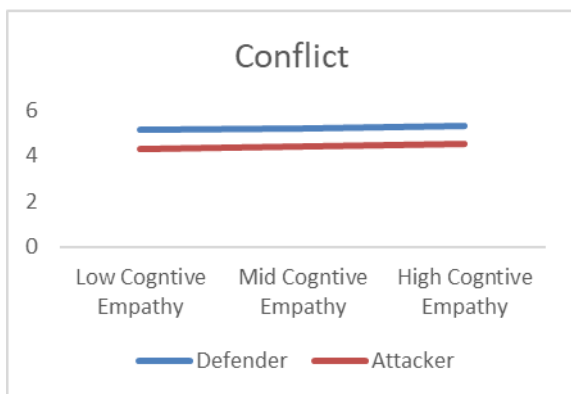 Conflict
6
4
2
0
Low Cogntive Mid Cogntive High Cogntive
Empathy Empathy Empathy
Defender Attacker